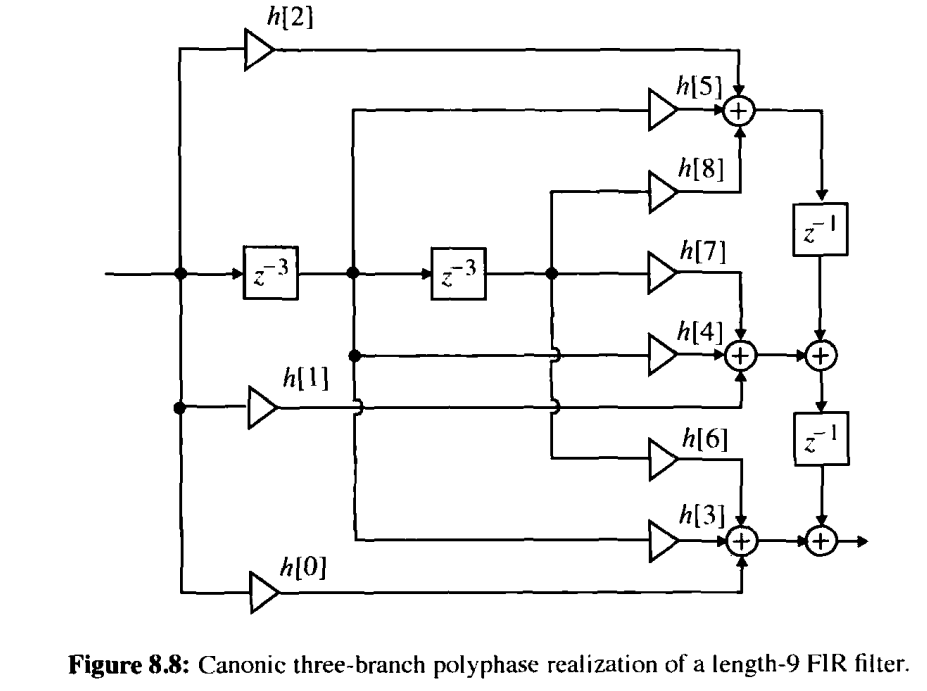 h[2]
h[5]
h[8]
z⁻¹
h[7]
z⁻³
z⁻³
h[4]
h[1]
h[6]
z⁻¹
h[3]
h[0]
Figure 8.8: Canonic three-branch polyphase realization of a length-9 FIR filter.